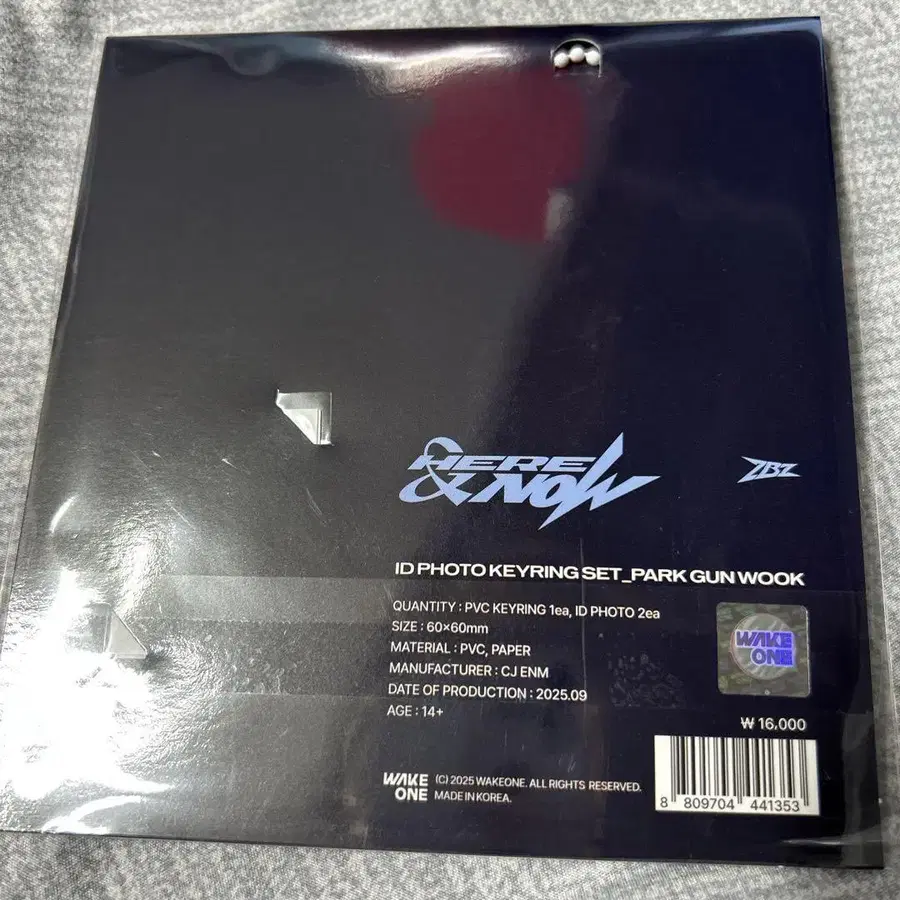 HERE
& NOW
ZB1
ID PHOTO KEYRING SET_PARK GUN WOOK
QUANTITY : PVC KEYRING 1ea, ID PHOTO 2ea
SIZE : 60×60mm
MATERIAL : PVC, PAPER
MANUFACTURER : CJ ENM
DATE OF PRODUCTION : 2025.09
AGE : 14+
WAKE
ONE
₩ 16,000
WAKE
ONE
(C) 2025 WAKEONE. ALL RIGHTS RESERVED.
MADE IN KOREA.
8 809704 441353